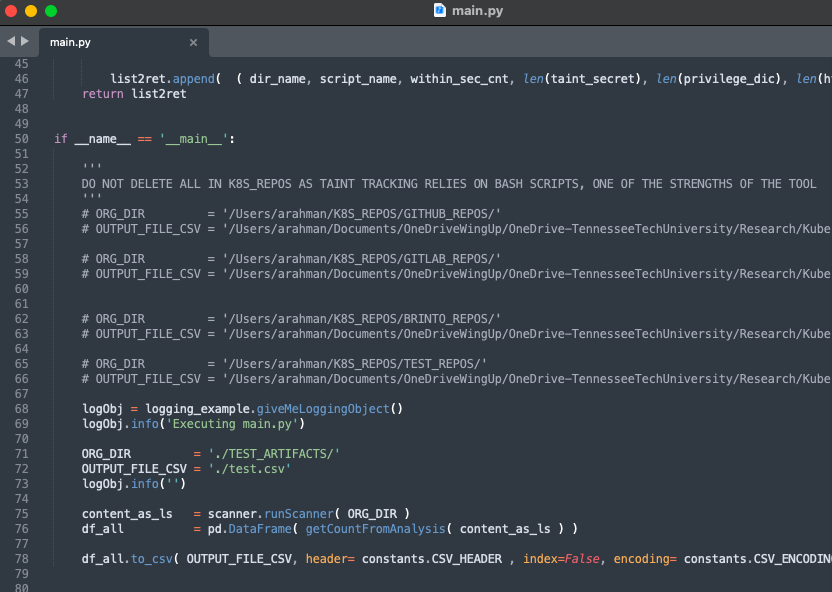 main.py
main.py ×
45
46 list2ret.append(  ( dir_name, script_name, within_sec_cnt, len(taint_secret), len(privilege_dic), len(h
47 return list2ret
48
49
50 if __name__ == '__main__':
51
52 '''
53 DO NOT DELETE ALL IN K8S_REPOS AS TAINT TRACKING RELIES ON BASH SCRIPTS, ONE OF THE STRENGTHS OF THE TOOL
54 '''
55 # ORG_DIR         = '/Users/arahman/K8S_REPOS/GITHUB_REPOS/'
56 # OUTPUT_FILE_CSV = '/Users/arahman/Documents/OneDriveWingUp/OneDrive-TennesseeTechUniversity/Research/Kube
57
58 # ORG_DIR         = '/Users/arahman/K8S_REPOS/GITLAB_REPOS/'
59 # OUTPUT_FILE_CSV = '/Users/arahman/Documents/OneDriveWingUp/OneDrive-TennesseeTechUniversity/Research/Kube
60
61
62 # ORG_DIR         = '/Users/arahman/K8S_REPOS/BRINTO_REPOS/'
63 # OUTPUT_FILE_CSV = '/Users/arahman/Documents/OneDriveWingUp/OneDrive-TennesseeTechUniversity/Research/Kube
64
65 # ORG_DIR         = '/Users/arahman/K8S_REPOS/TEST_REPOS/'
66 # OUTPUT_FILE_CSV = '/Users/arahman/Documents/OneDriveWingUp/OneDrive-TennesseeTechUniversity/Research/Kube
67
68 logObj = logging_example.giveMeLoggingObject()
69 logObj.info('Executing main.py')
70
71 ORG_DIR         = './TEST_ARTIFACTS/'
72 OUTPUT_FILE_CSV = './test.csv'
73 logObj.info('')
74
75 content_as_ls   = scanner.runScanner( ORG_DIR )
76 df_all          = pd.DataFrame( getCountFromAnalysis( content_as_ls ) )
77
78 df_all.to_csv( OUTPUT_FILE_CSV, header= constants.CSV_HEADER , index=False, encoding= constants.CSV_ENCODIN
79
80